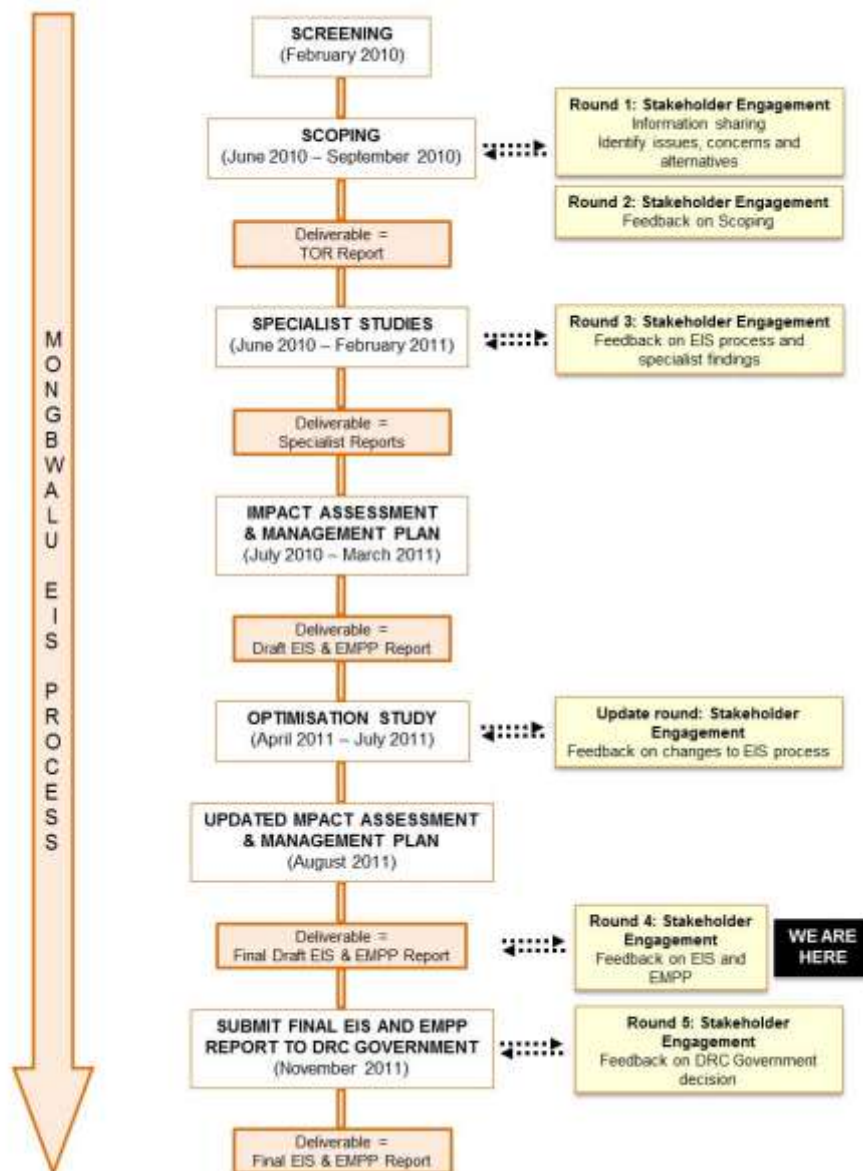 SCREENING
(February 2010)
SCOPING
(June 2010 – September 2010)
Round 1: Stakeholder Engagement
Information sharing
Identify issues, concerns and
alternatives
Round 2: Stakeholder Engagement
Feedback on Scoping
Deliverable =
TOR Report
SPECIALIST STUDIES
(June 2010 – February 2011)
Round 3: Stakeholder Engagement
Feedback on EIS process and
specialist findings
Deliverable =
Specialist Reports
IMPACT ASSESSMENT
& MANAGEMENT PLAN
(July 2010 – March 2011)
Deliverable =
Draft EIS & EMPP Report
OPTIMISATION STUDY
(April 2011 – July 2011)
Update round: Stakeholder
Engagement
Feedback on changes to EIS process
UPDATED MPACT ASSESSMENT
& MANAGEMENT PLAN
(August 2011)
Deliverable =
Final Draft EIS & EMPP Report
Round 4: Stakeholder
Engagement
Feedback on EIS and
EMPP
WE ARE
HERE
SUBMIT FINAL EIS AND EMPP
REPORT TO DRC GOVERNMENT
(November 2011)
Round 5: Stakeholder
Engagement
Feedback on DRC Government
decision
Deliverable =
Final EIS & EMPP Report
MONGBWALU EIS PROCESS